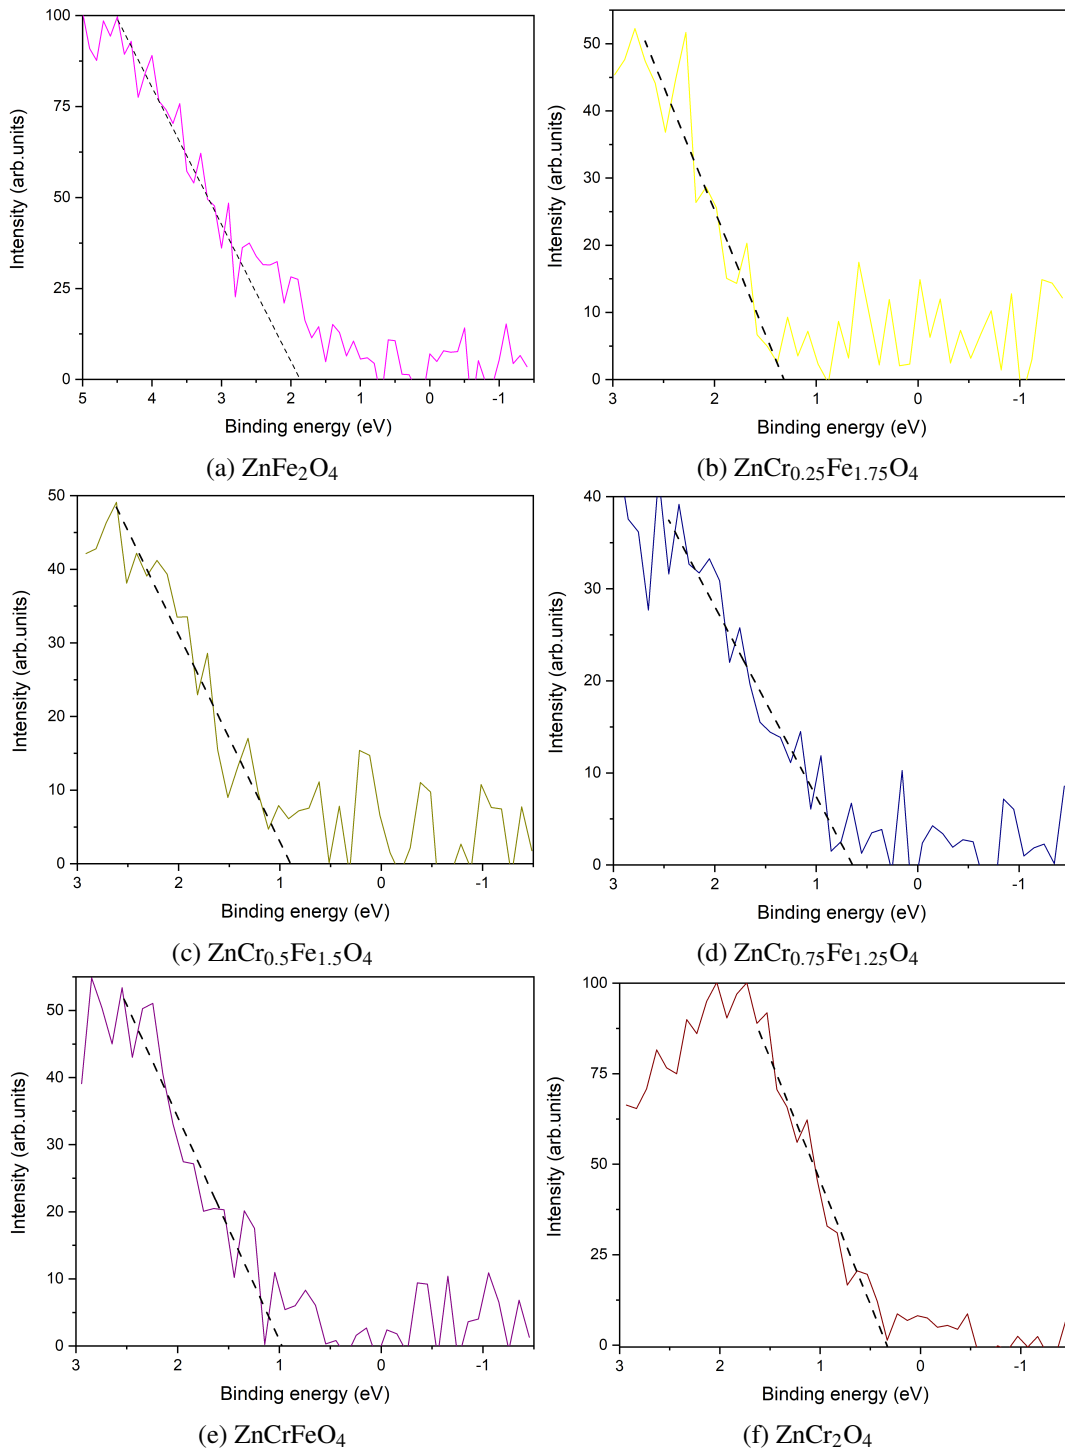 100
75
50
25
0
Intensity (arb.units)
5 4 3 2 1 0 -1
Binding energy (eV)
(a) ZnFe₂O₄
50
40
30
20
10
0
Intensity (arb.units)
3 2 1 0 -1
Binding energy (eV)
(b) ZnCr₀.₂₅Fe₁.₇₅O₄
50
40
30
20
10
0
Intensity (arb.units)
3 2 1 0 -1
Binding energy (eV)
(c) ZnCr₀.₅Fe₁.₅O₄
40
30
20
10
0
Intensity (arb.units)
3 2 1 0 -1
Binding energy (eV)
(d) ZnCr₀.₇₅Fe₁.₂₅O₄
50
40
30
20
10
0
Intensity (arb.units)
3 2 1 0 -1
Binding energy (eV)
(e) ZnCrFeO₄
100
75
50
25
0
Intensity (arb.units)
3 2 1 0 -1
Binding energy (eV)
(f) ZnCr₂O₄